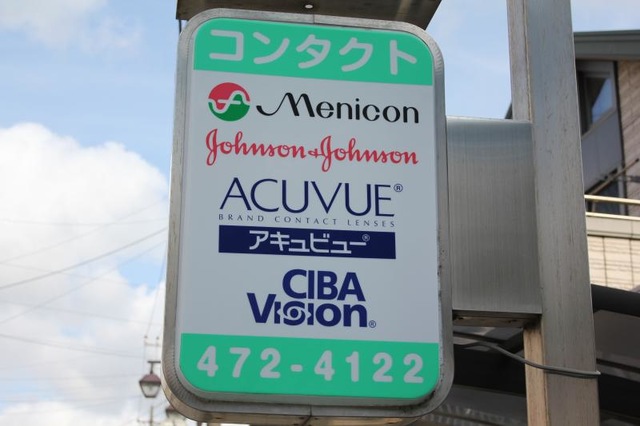 コンタクト
Menicon
Johnson & Johnson
ACUVUE®
BRAND CONTACT LENSES
アキュビュー®
CIBA
Vision®
472-4122